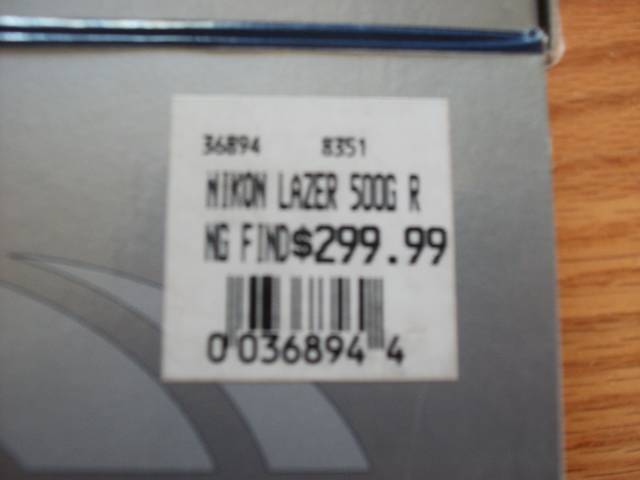 36894 8351
NIKON LAZER 500G R
NG FIND $299.99
0 036894 4